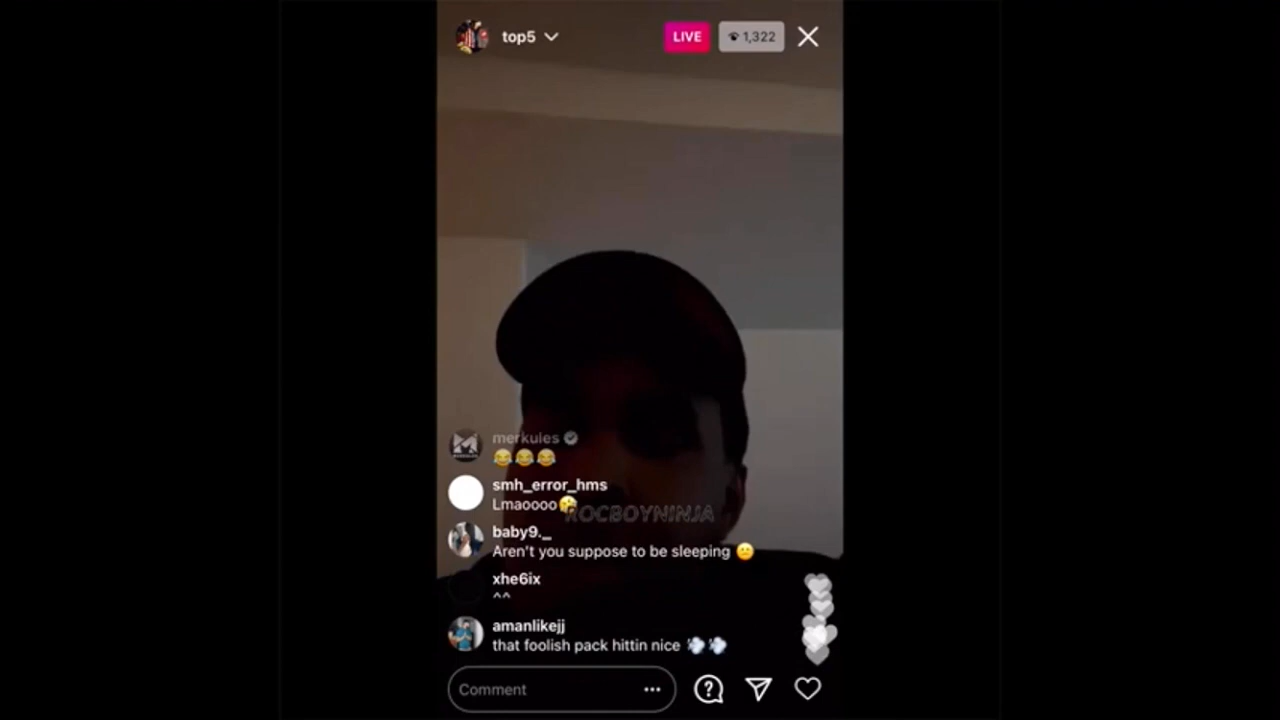 top5
LIVE
1,322
merkules
😂😂😂
smh_error_hms
Lmaoooo🤣
ROCBOYNINJA
baby9._
Aren't you suppose to be sleeping 😕
xhe6ix
^^
amanlikejj
that foolish pack hittin nice 💨💨
Comment